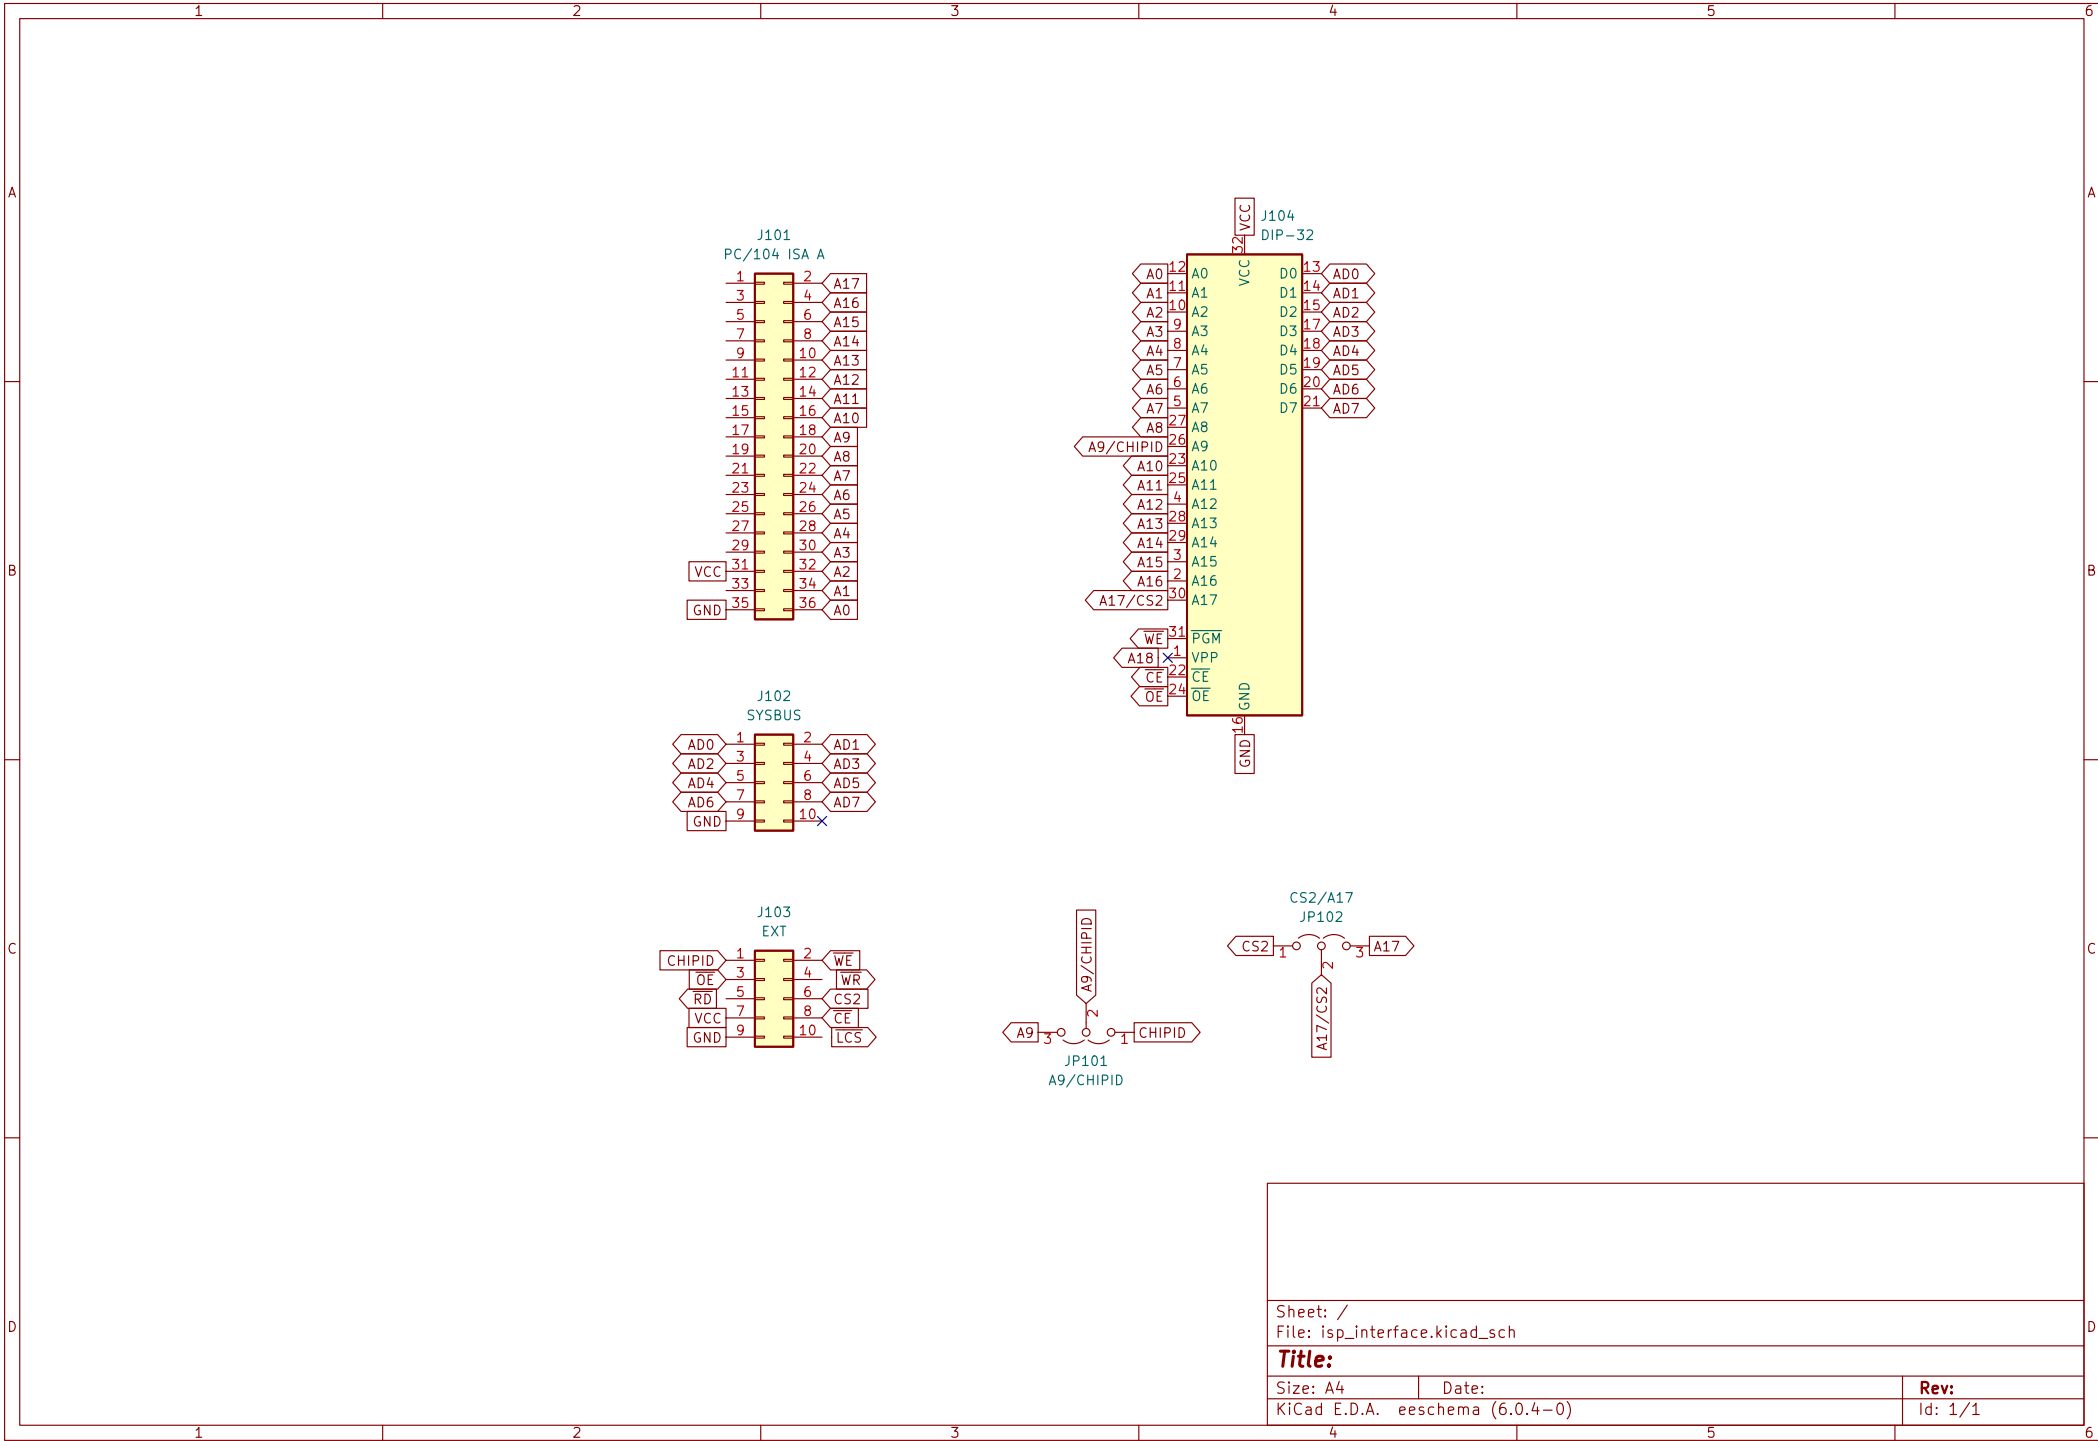 1 2 3 4 5 6
A A
B B
C C
D D
J101
PC/104 ISA A
1 2 A17
3 4 A16
5 6 A15
7 8 A14
9 10 A13
11 12 A12
13 14 A11
15 16 A10
17 18 A9
19 20 A8
21 22 A7
23 24 A6
25 26 A5
27 28 A4
29 30 A3
VCC 31 32 A2
33 34 A1
GND 35 36 A0
J102
SYSBUS
AD0 1 2 AD1
AD2 3 4 AD3
AD4 5 6 AD5
AD6 7 8 AD7
GND 9 10
J103
EXT
CHIPID 1 2 WE
OE 3 4 WR
RD 5 6 CS2
VCC 7 8 CE
GND 9 10 LCS
J104
DIP-32
VCC
32
VCC
A0 12 A0 D0 13 AD0
A1 11 A1 D1 14 AD1
A2 10 A2 D2 15 AD2
A3 9 A3 D3 17 AD3
A4 8 A4 D4 18 AD4
A5 7 A5 D5 19 AD5
A6 6 A6 D6 20 AD6
A7 5 A7 D7 21 AD7
A8 27 A8
A9/CHIPID 26 A9
A10 23 A10
A11 25 A11
A12 4 A12
A13 28 A13
A14 29 A14
A15 3 A15
A16 2 A16
A17/CS2 30 A17
WE 31 PGM
A18 1 VPP
CE 22 CE
OE 24 OE
GND
16
GND
A9/CHIPID
2
A9 3 1 CHIPID
JP101
A9/CHIPID
CS2/A17
JP102
CS2 1 3 A17
2
A17/CS2
Sheet: /
File: isp_interface.kicad_sch
Title:
Size: A4 Date: Rev:
KiCad E.D.A. eeschema (6.0.4-0) Id: 1/1
1 2 3 4 5 6